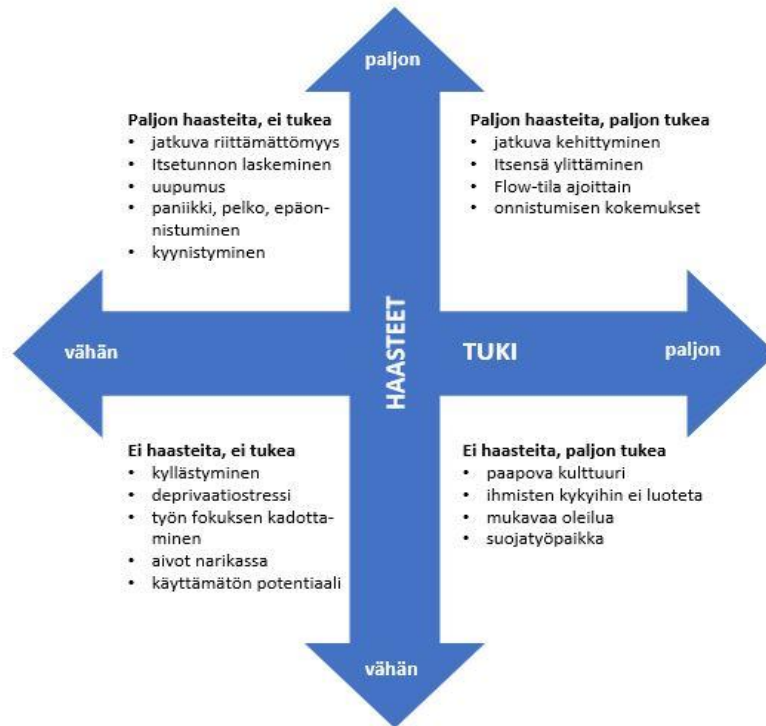 paljon
Paljon haasteita, ei tukea
• jatkuva riittämättömyys
• Itsetunnon laskeminen
• uupumus
• paniikki, pelko, epäon-
nistuminen
• kyynistyminen
Paljon haasteita, paljon tukea
• jatkuva kehittyminen
• Itsensä ylittäminen
• Flow-tila ajoittain
• onnistumisen kokemukset
vähän
HAASTEET
TUKI
paljon
Ei haasteita, ei tukea
• kyllästyminen
• deprivaatiostressi
• työn fokuksen kadotta-
minen
• aivot narikassa
• käyttämätön potentiaali
Ei haasteita, paljon tukea
• paapova kulttuuri
• ihmisten kykyihin ei luoteta
• mukavaa oleilua
• suojatyöpaikka
vähän